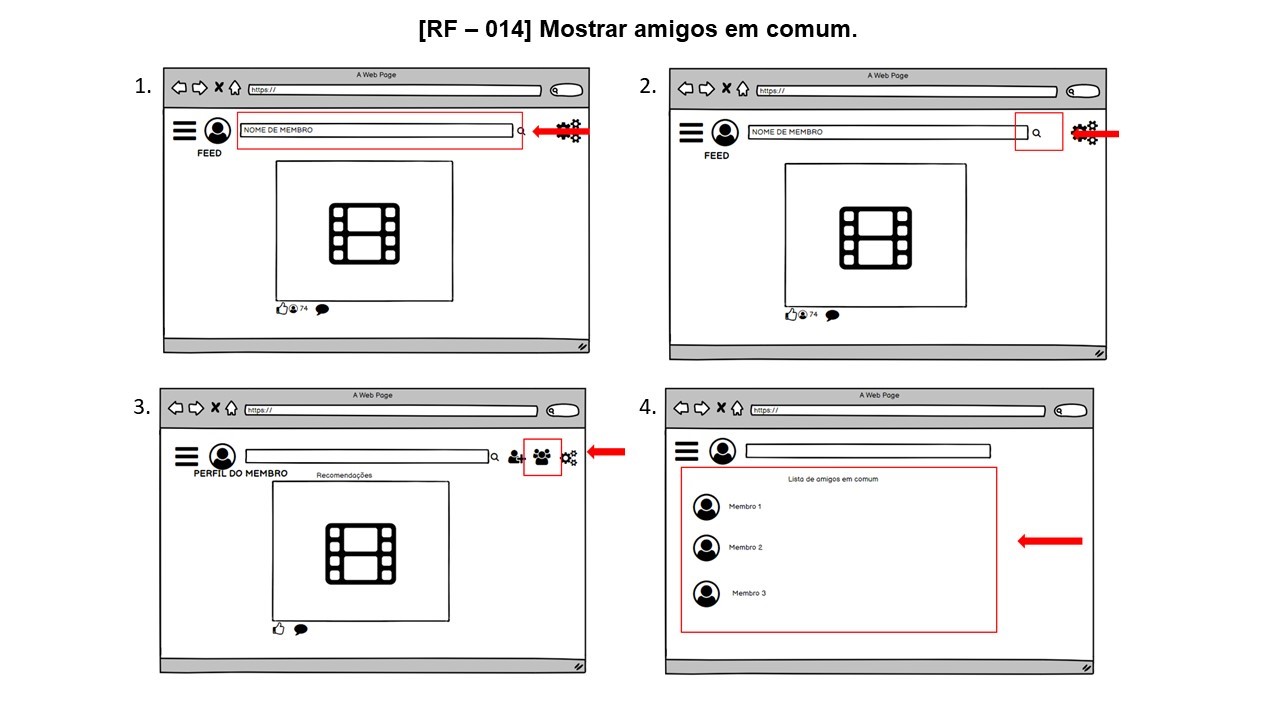 [RF – 014] Mostrar amigos em comum.
1.
A Web Page
https://
NOME DE MEMBRO
FEED
74
2.
A Web Page
https://
NOME DE MEMBRO
FEED
74
3.
A Web Page
https://
PERFIL DO MEMBRO
Recomendações
4.
A Web Page
https://
Lista de amigos em comum
Membro 1
Membro 2
Membro 3